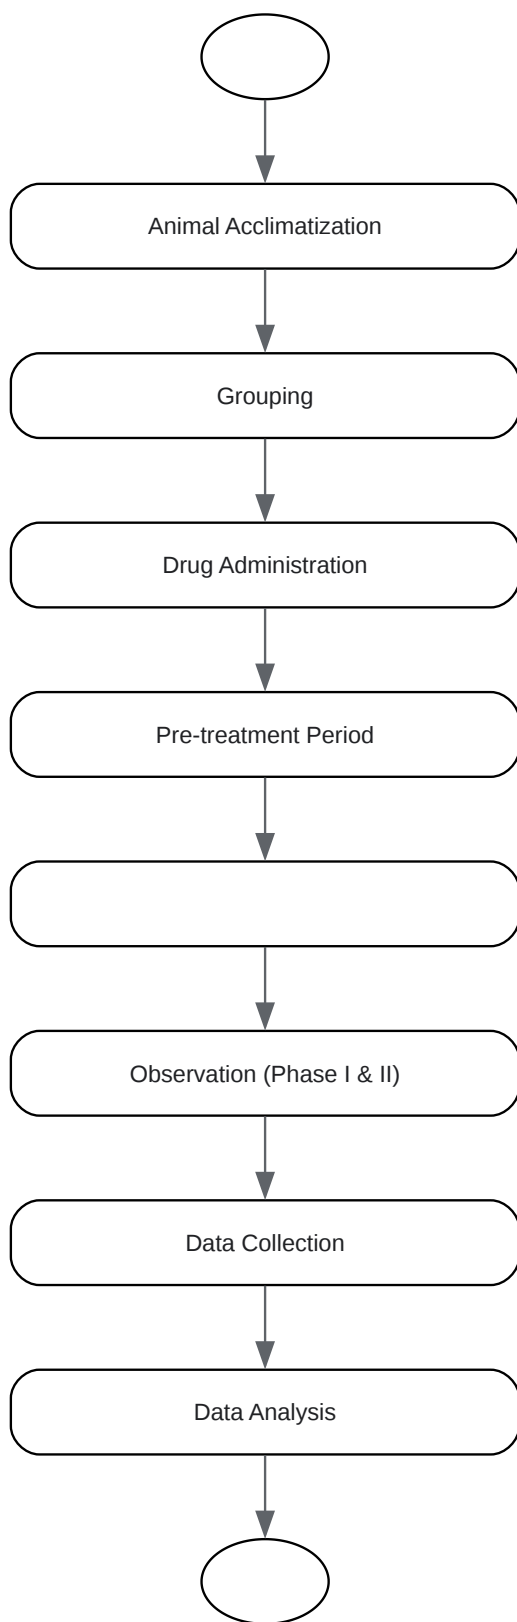 Animal Acclimatization
Grouping
Drug Administration
Pre-treatment Period
Observation (Phase I & II)
Data Collection
Data Analysis